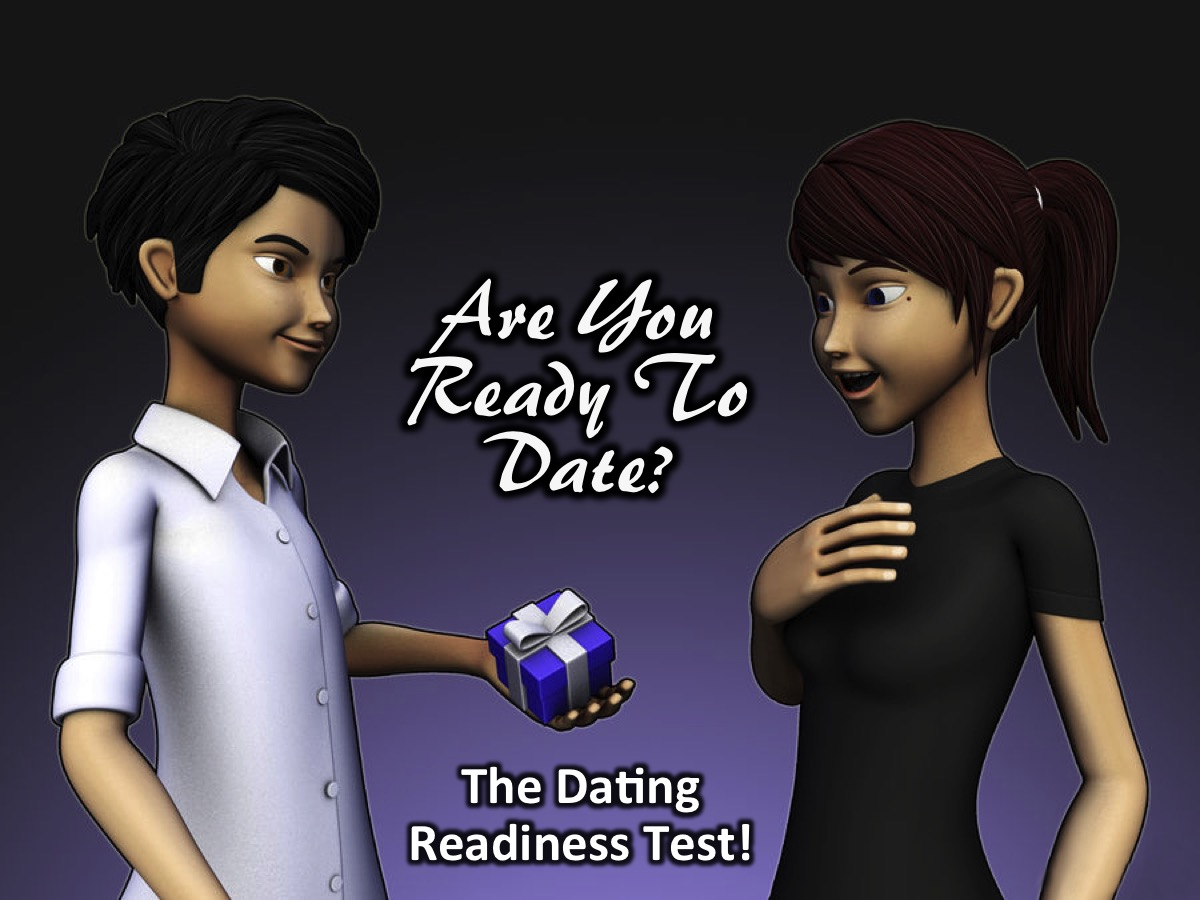 Are You
Ready To
Date?
The Dating
Readiness Test!